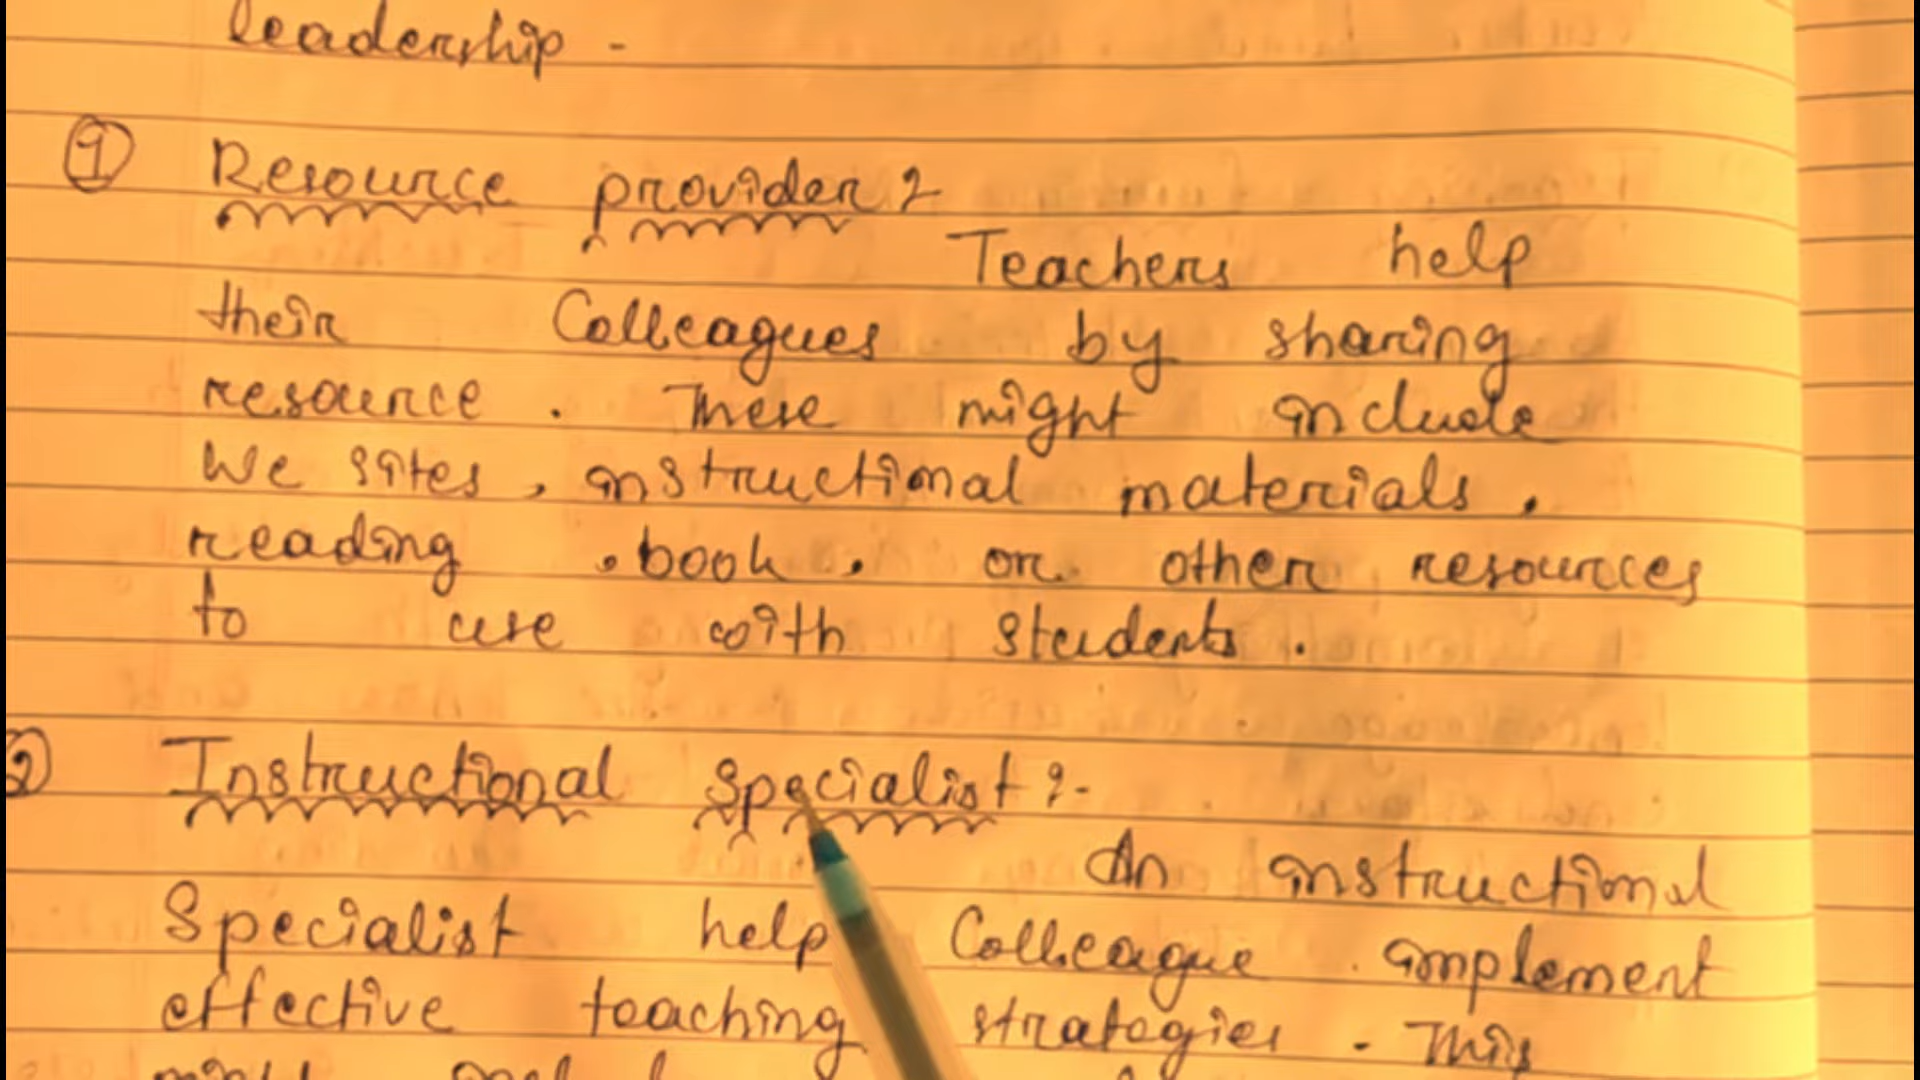 leadership -
① Resource provider :-
Teachers help
their Colleagues by sharing
resource . These might include
We sites , instructional materials ,
reading . book , or other resources
to use with students .
② Instructional Specialist :-
An instructional
Specialist help Colleague implement
effective teaching strategies . This
might